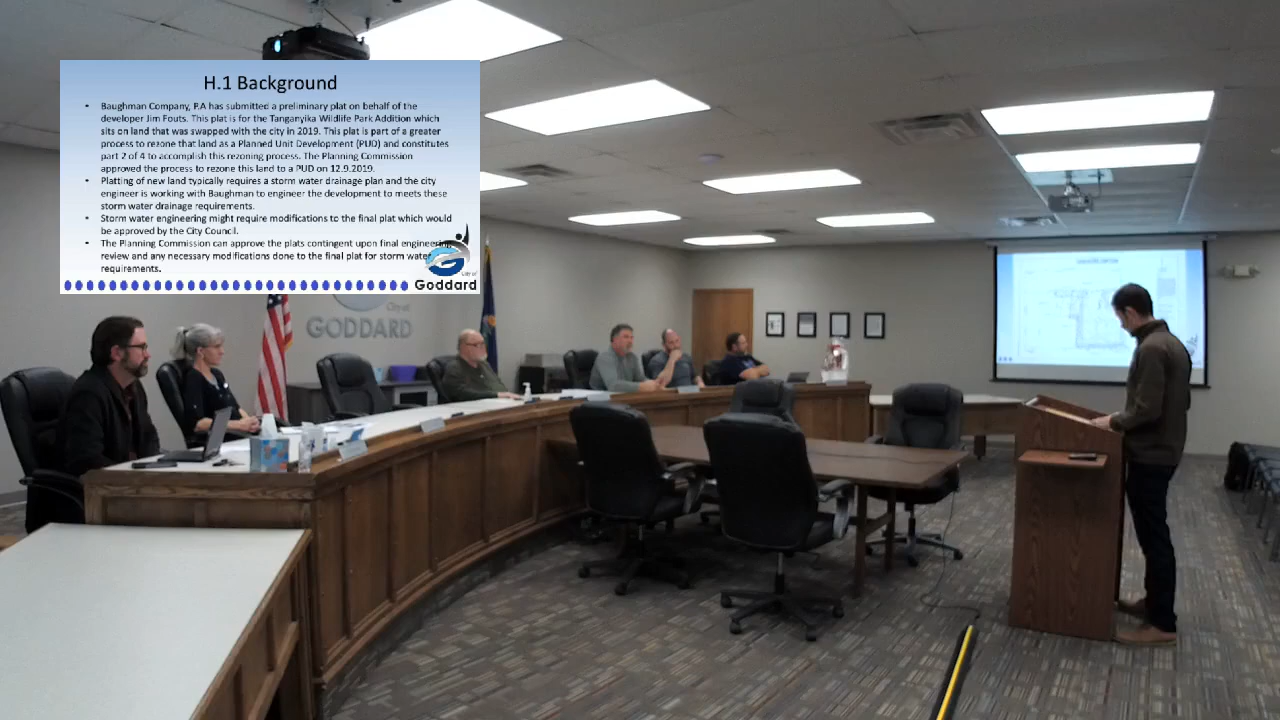 H.1 Background
• Baughman Company, P.A has submitted a preliminary plat on behalf of the
developer Jim Fouts. This plat is for the Tanganyika Wildlife Park Addition which
sits on land that was swapped with the city in 2019. This plat is part of a greater
process to rezone that land as a Planned Unit Development (PUD) and constitutes
part 2 of 4 to accomplish this rezoning process. The Planning Commission
approved the process to rezone this land to a PUD on 12.9.2019.
• Platting of new land typically requires a storm water drainage plan and the city
engineer is working with Baughman to engineer the development to meets these
storm water drainage requirements.
• Storm water engineering might require modifications to the final plat which would
be approved by the City Council.
• The Planning Commission can approve the plats contingent upon final engineering
review and any necessary modifications done to the final plat for storm water
requirements.
City of
Goddard
City of
GODDARD